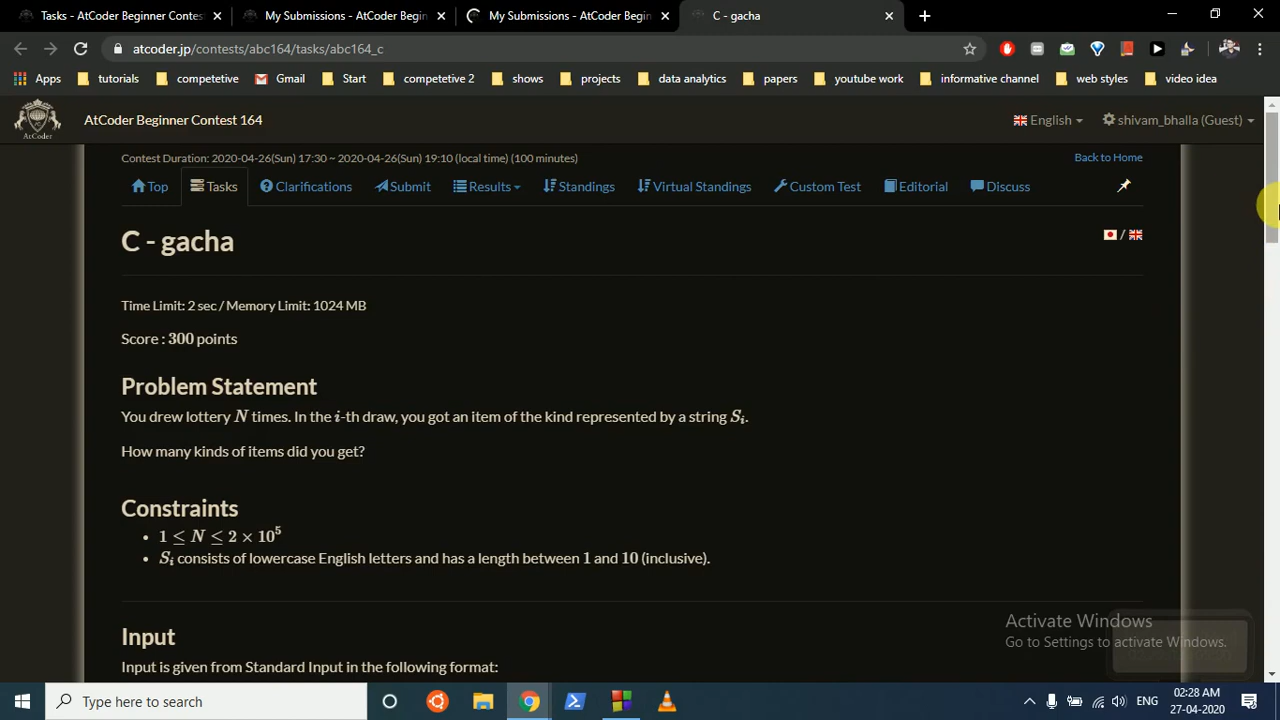 Tasks - AtCoder Beginner Contes
My Submissions - AtCoder Begin
My Submissions - AtCoder Begin
C - gacha
atcoder.jp/contests/abc164/tasks/abc164_c
Apps tutorials competetive Gmail Start competetive 2 shows projects data analytics papers youtube work informative channel web styles video idea
AtCoder
AtCoder Beginner Contest 164
English
shivam_bhalla (Guest)
Contest Duration: 2020-04-26(Sun) 17:30 ~ 2020-04-26(Sun) 19:10 (local time) (100 minutes)
Back to Home
Top Tasks Clarifications Submit Results Standings Virtual Standings Custom Test Editorial Discuss
C - gacha
/
Time Limit: 2 sec / Memory Limit: 1024 MB
Score : 300 points
Problem Statement
You drew lottery N times. In the i-th draw, you got an item of the kind represented by a string Sᵢ.
How many kinds of items did you get?
Constraints
1 ≤ N ≤ 2 × 10⁵
Sᵢ consists of lowercase English letters and has a length between 1 and 10 (inclusive).
Input
Input is given from Standard Input in the following format:
Activate Windows
Go to Settings to activate Windows.
Type here to search
ENG
02:28 AM
27-04-2020